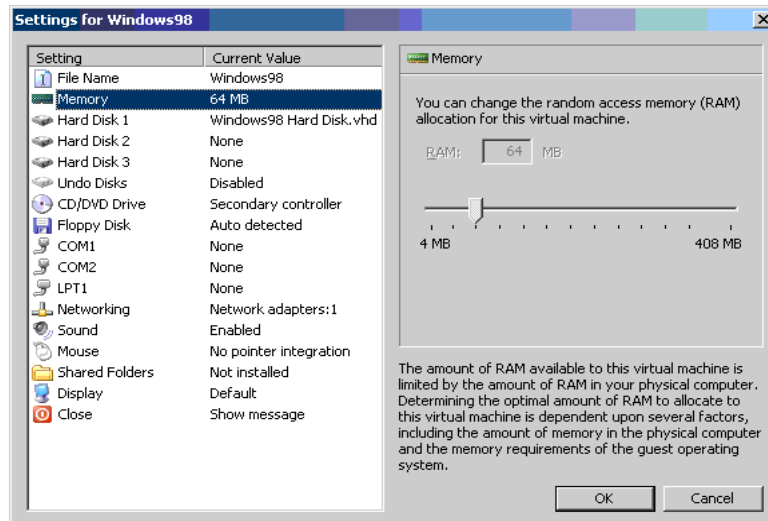 Settings for Windows98
Setting Current Value
File Name Windows98
Memory 64 MB
Hard Disk 1 Windows98 Hard Disk.vhd
Hard Disk 2 None
Hard Disk 3 None
Undo Disks Disabled
CD/DVD Drive Secondary controller
Floppy Disk Auto detected
COM1 None
COM2 None
LPT1 None
Networking Network adapters:1
Sound Enabled
Mouse No pointer integration
Shared Folders Not installed
Display Default
Close Show message
Memory
You can change the random access memory (RAM)
allocation for this virtual machine.
RAM: 64 MB
4 MB 408 MB
The amount of RAM available to this virtual machine is
limited by the amount of RAM in your physical computer.
Determining the optimal amount of RAM to allocate to
this virtual machine is dependent upon several factors,
including the amount of memory in the physical computer
and the memory requirements of the guest operating
system.
OK Cancel